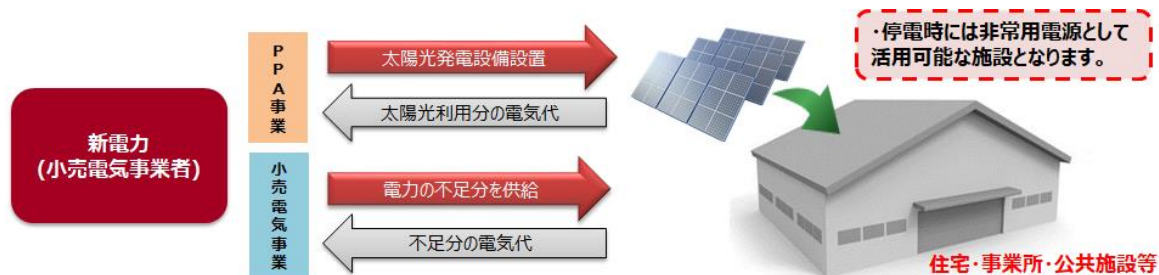 新電力
(小売電気事業者)
PPA事業
太陽光発電設備設置
太陽光利用分の電気代
小売電気事業
電力の不足分を供給
不足分の電気代
・停電時には非常用電源として
活用可能な施設となります。
住宅・事業所・公共施設等